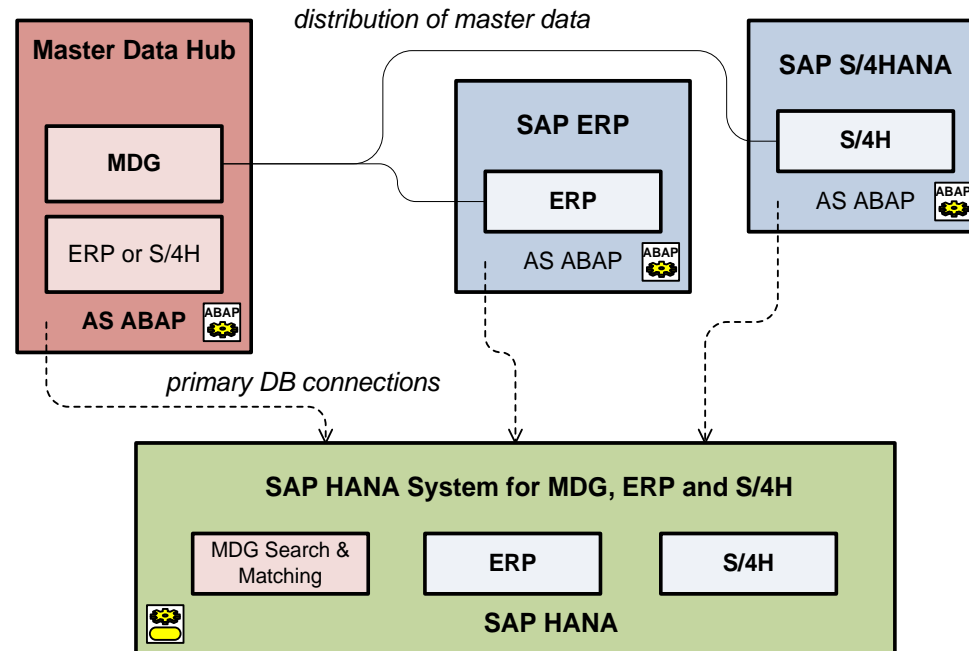 distribution of master data
Master Data Hub
MDG
ERP or S/4H
AS ABAP
ABAP
SAP ERP
ERP
AS ABAP
ABAP
SAP S/4HANA
S/4H
AS ABAP
ABAP
primary DB connections
SAP HANA System for MDG, ERP and S/4H
MDG Search &
Matching
ERP
S/4H
SAP HANA